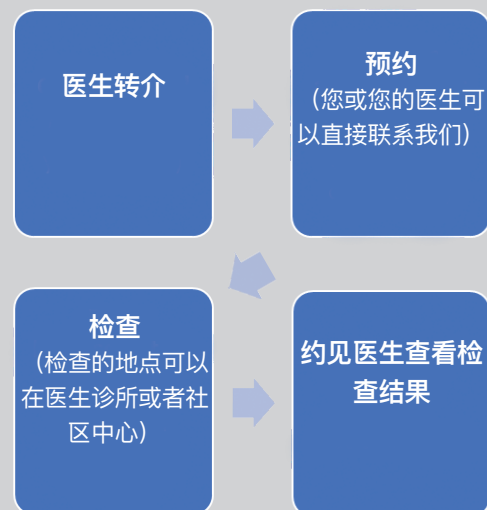 医生转介
预约
（您或您的医生可
以直接联系我们）
检查
（检查的地点可以
在医生诊所或者社
区中心）
约见医生查看检
查结果